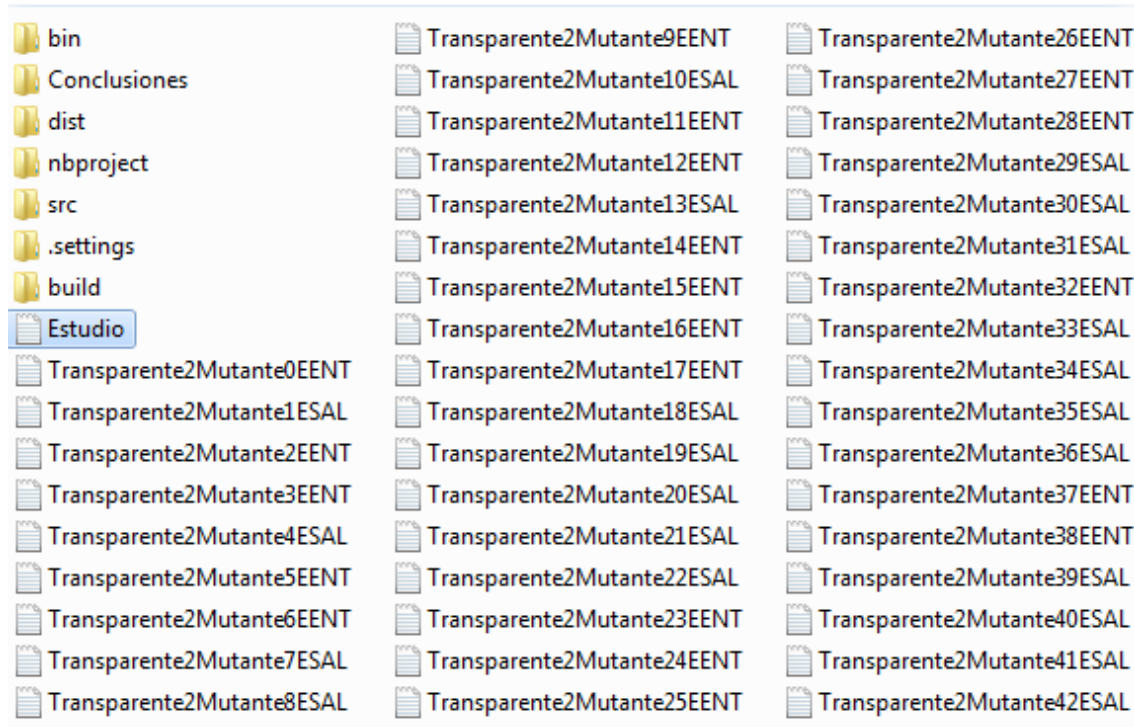 bin
Conclusiones
dist
nbproject
src
.settings
build
Estudio
Transparente2Mutante0EENT
Transparente2Mutante1ESAL
Transparente2Mutante2EENT
Transparente2Mutante3EENT
Transparente2Mutante4ESAL
Transparente2Mutante5EENT
Transparente2Mutante6EENT
Transparente2Mutante7ESAL
Transparente2Mutante8ESAL
Transparente2Mutante9EENT
Transparente2Mutante10ESAL
Transparente2Mutante11EENT
Transparente2Mutante12EENT
Transparente2Mutante13ESAL
Transparente2Mutante14EENT
Transparente2Mutante15EENT
Transparente2Mutante16EENT
Transparente2Mutante17EENT
Transparente2Mutante18ESAL
Transparente2Mutante19ESAL
Transparente2Mutante20ESAL
Transparente2Mutante21ESAL
Transparente2Mutante22ESAL
Transparente2Mutante23EENT
Transparente2Mutante24EENT
Transparente2Mutante25EENT
Transparente2Mutante26EENT
Transparente2Mutante27EENT
Transparente2Mutante28EENT
Transparente2Mutante29ESAL
Transparente2Mutante30ESAL
Transparente2Mutante31ESAL
Transparente2Mutante32EENT
Transparente2Mutante33ESAL
Transparente2Mutante34ESAL
Transparente2Mutante35ESAL
Transparente2Mutante36ESAL
Transparente2Mutante37EENT
Transparente2Mutante38EENT
Transparente2Mutante39ESAL
Transparente2Mutante40ESAL
Transparente2Mutante41ESAL
Transparente2Mutante42ESAL